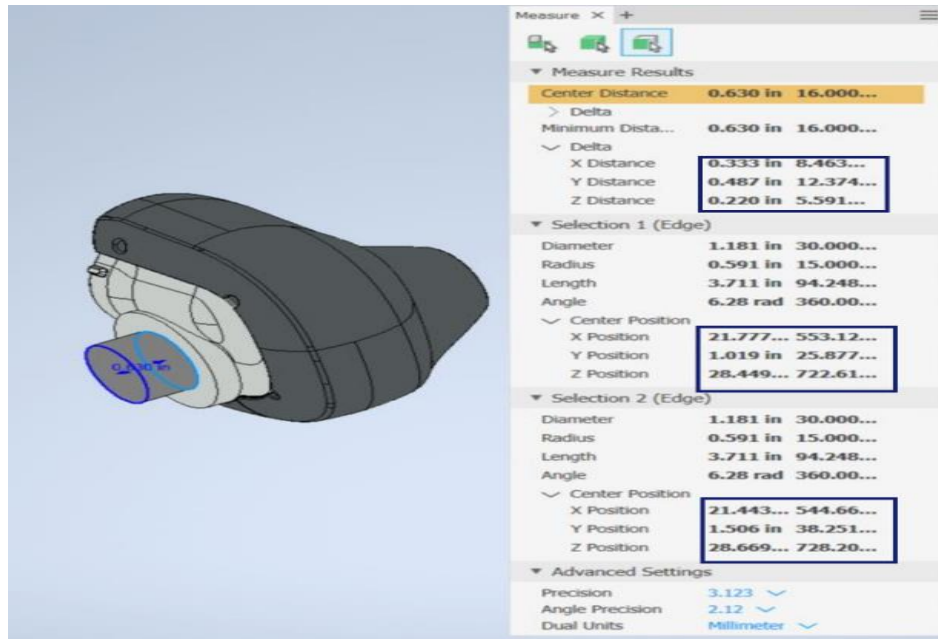 Measure × +
Measure Results
Center Distance 0.630 in 16.000...
Delta
Minimum Dista... 0.630 in 16.000...
Delta
X Distance 0.333 in 8.463...
Y Distance 0.487 in 12.374...
Z Distance 0.220 in 5.591...
Selection 1 (Edge)
Diameter 1.181 in 30.000...
Radius 0.591 in 15.000...
Length 3.711 in 94.248...
Angle 6.28 rad 360.00...
Center Position
X Position 21.777... 553.12...
Y Position 1.019 in 25.877...
Z Position 28.449... 722.61...
Selection 2 (Edge)
Diameter 1.181 in 30.000...
Radius 0.591 in 15.000...
Length 3.711 in 94.248...
Angle 6.28 rad 360.00...
Center Position
X Position 21.443... 544.66...
Y Position 1.506 in 38.251...
Z Position 28.669... 728.20...
Advanced Settings
Precision 3.123
Angle Precision 2.12
Dual Units Millimeter
0.630 in